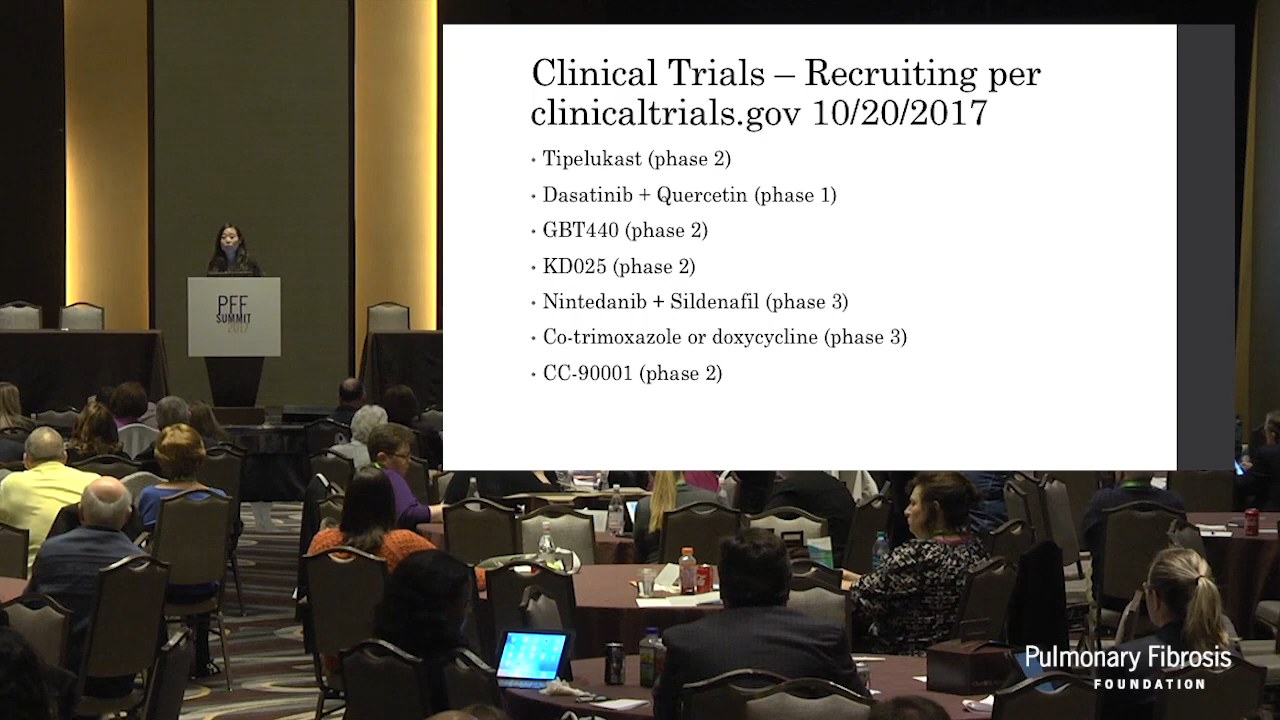 Clinical Trials – Recruiting per
clinicaltrials.gov 10/20/2017
• Tipelukast (phase 2)
• Dasatinib + Quercetin (phase 1)
• GBT440 (phase 2)
• KD025 (phase 2)
• Nintedanib + Sildenafil (phase 3)
• Co-trimoxazole or doxycycline (phase 3)
• CC-90001 (phase 2)
PFF
SUMMIT
2017
Pulmonary Fibrosis
FOUNDATION